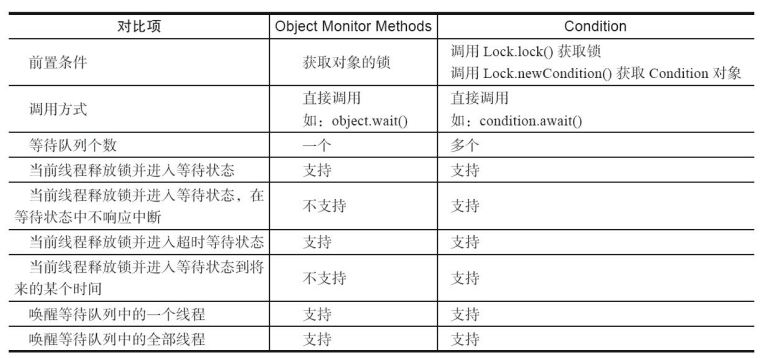 对比项 Object Monitor Methods Condition
前置条件 获取对象的锁 调用 Lock.lock() 获取锁
调用 Lock.newCondition() 获取 Condition 对象
调用方式 直接调用 直接调用
如：object.wait() 如：condition.await()
等待队列个数 一个 多个
当前线程释放锁并进入等待状态 支持 支持
当前线程释放锁并进入等待状态，在
等待状态中不响应中断 不支持 支持
当前线程释放锁并进入超时等待状态 支持 支持
当前线程释放锁并进入等待状态到将
来的某个时间 不支持 支持
唤醒等待队列中的一个线程 支持 支持
唤醒等待队列中的全部线程 支持 支持